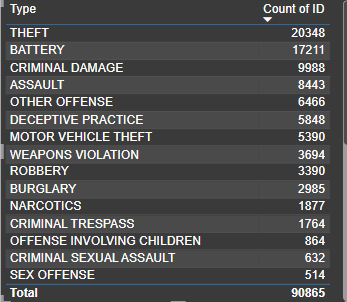 Type Count of ID
THEFT 20348
BATTERY 17211
CRIMINAL DAMAGE 9988
ASSAULT 8443
OTHER OFFENSE 6466
DECEPTIVE PRACTICE 5848
MOTOR VEHICLE THEFT 5390
WEAPONS VIOLATION 3694
ROBBERY 3390
BURGLARY 2985
NARCOTICS 1877
CRIMINAL TRESPASS 1764
OFFENSE INVOLVING CHILDREN 864
CRIMINAL SEXUAL ASSAULT 632
SEX OFFENSE 514
Total 90865